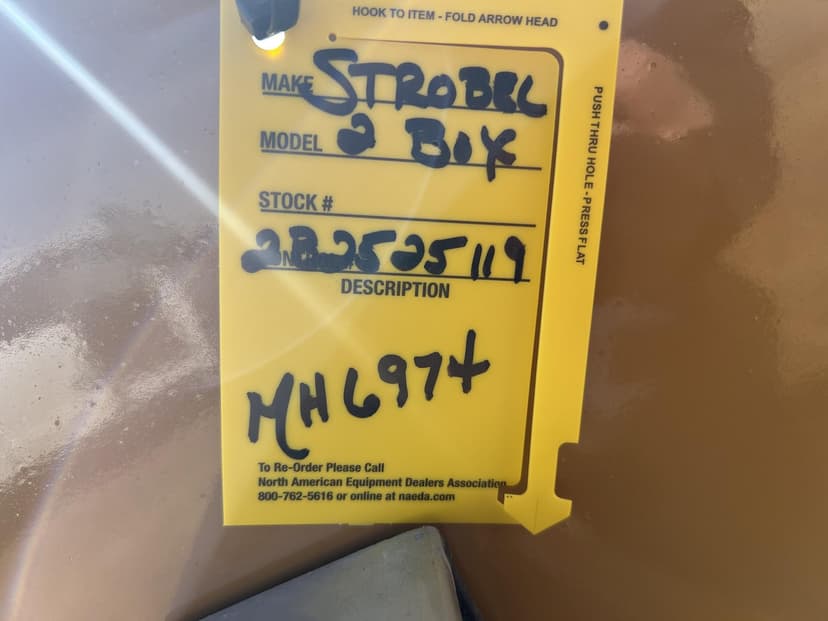 HOOK TO ITEM - FOLD ARROW HEAD
PUSH THRU HOLE - PRESS FLAT
MAKE STROBEL
MODEL 2 BOX
STOCK #
2B2525119
DESCRIPTION
MH6974
To Re-Order Please Call
North American Equipment Dealers Association
800-762-5616 or online at naeda.com